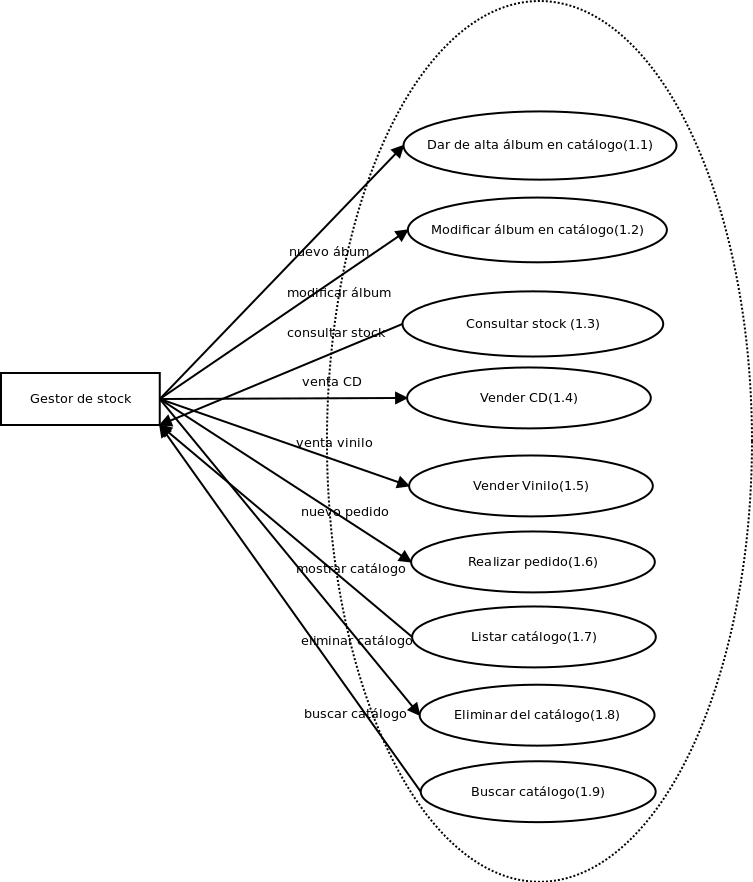 Dar de alta álbum en catálogo(1.1)
Modificar álbum en catálogo(1.2)
nuevo ábum
modificar álbum
Consultar stock (1.3)
consultar stock
venta CD
Gestor de stock
Vender CD(1.4)
venta vinilo
Vender Vinilo(1.5)
nuevo pedido
Realizar pedido(1.6)
mostrar catálogo
Listar catálogo(1.7)
eliminar catálogo
buscar catálogo
Eliminar del catálogo(1.8)
Buscar catálogo(1.9)